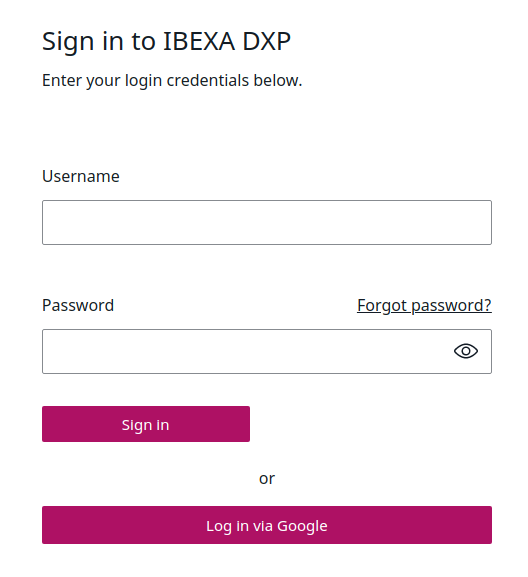 Sign in to IBEXA DXP
Enter your login credentials below.
Username
Password Forgot password?
Sign in
or
Log in via Google